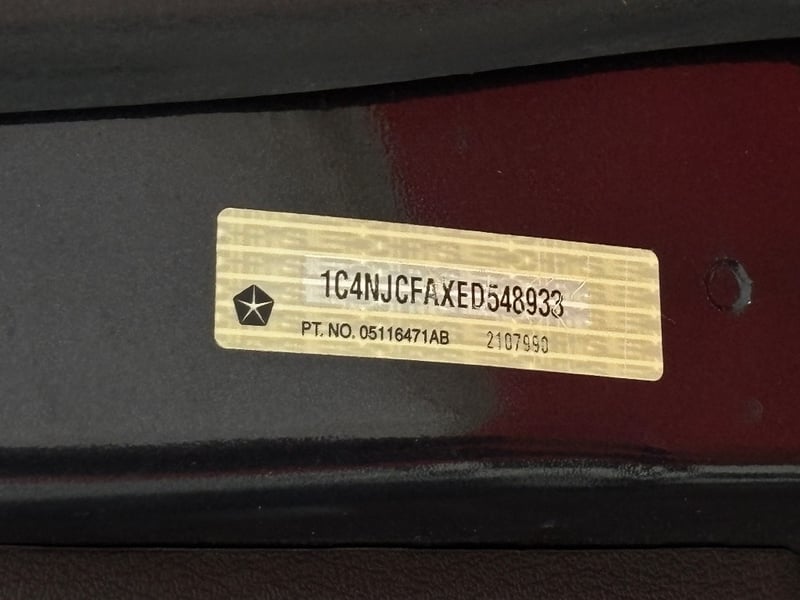 1C4NJCFAXED548933
PT. NO. 05116471AB 2107990